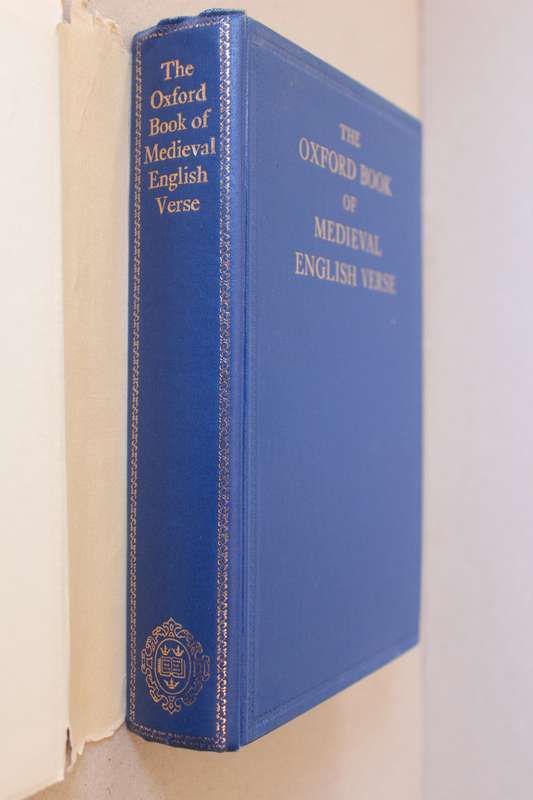 The
Oxford
Book of
Medieval
English
Verse
THE
OXFORD BOOK
OF
MEDIEVAL
ENGLISH VERSE